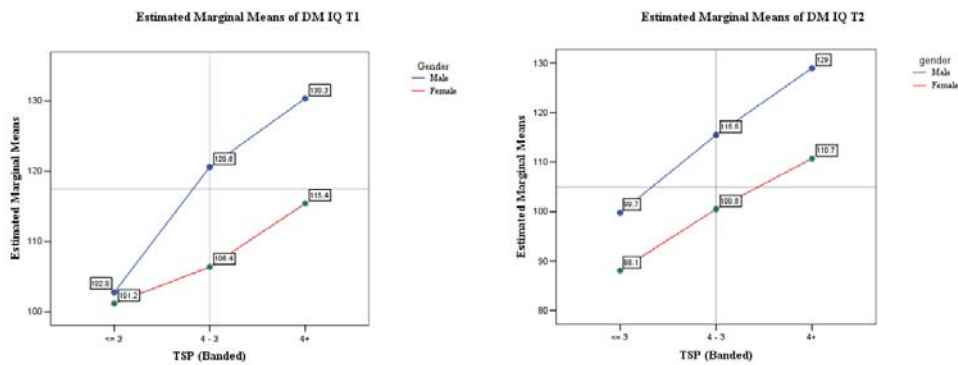 Estimated Marginal Means of DM IQ T1
Estimated Marginal Means
130
120
110
100
130.3
120.6
115.4
106.4
102.8
101.2
<= 3
4 - 3
4+
TSP (Banded)
Gender
Male
Female
Estimated Marginal Means of DM IQ T2
Estimated Marginal Means
130
120
110
100
90
80
129
115.5
110.7
100.5
99.7
88.1
<= 3
4 - 3
4+
TSP (Banded)
gender
Male
Female